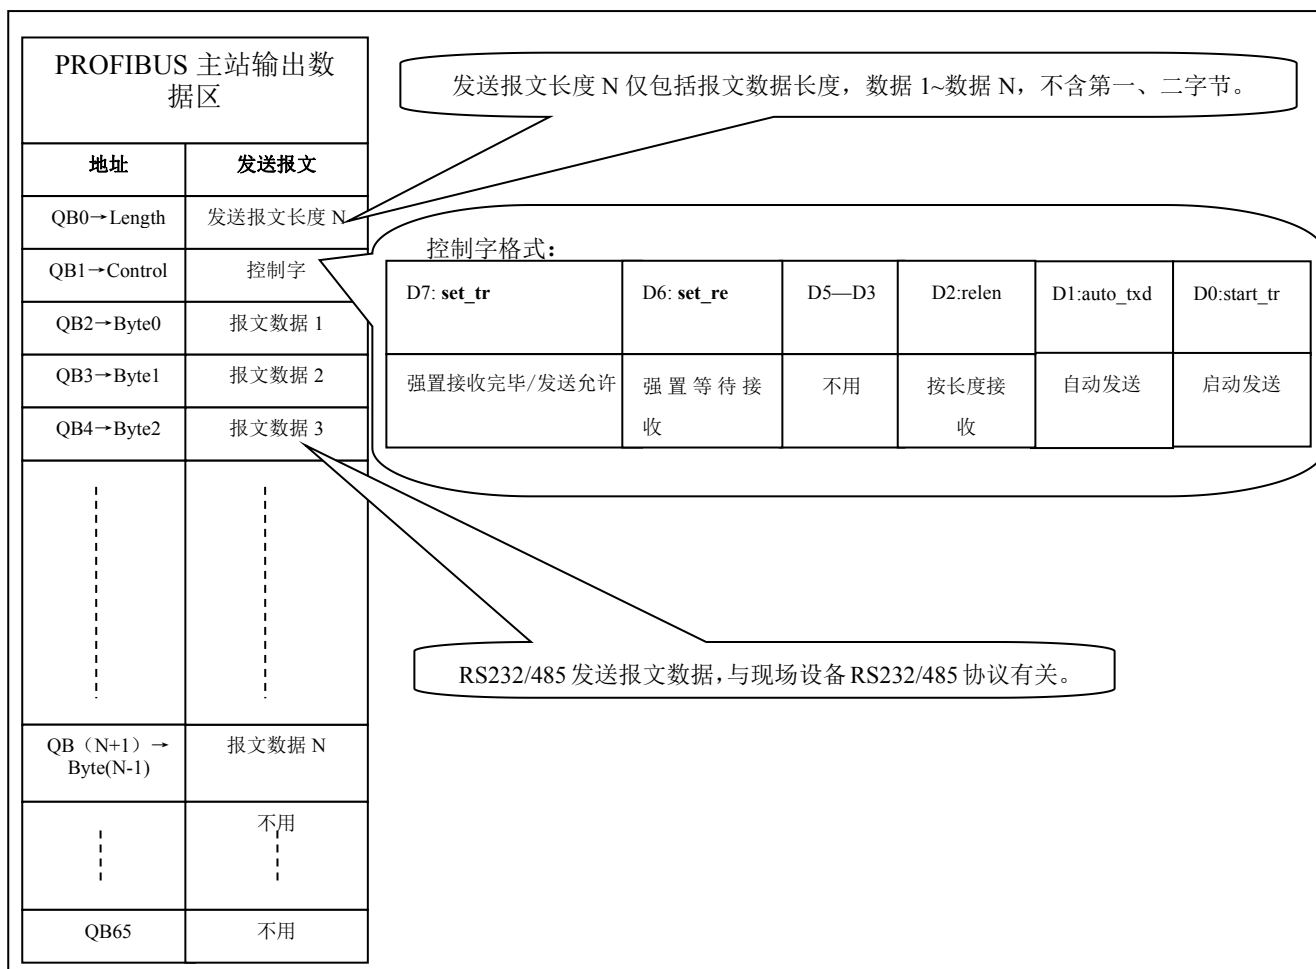 PROFIBUS 主站输出数
据区
发送报文长度 N 仅包括报文数据长度，数据 1~数据 N，不含第一、二字节。
地址 发送报文
QB0→Length 发送报文长度 N
QB1→Control 控制字
QB2→Byte0 报文数据 1
QB3→Byte1 报文数据 2
QB4→Byte2 报文数据 3
控制字格式：
D7: set_tr D6: set_re D5—D3 D2:relen D1:auto_txd D0:start_tr
强置接收完毕/发送允许 强置等待接 不用 按长度接 自动发送 启动发送
收 收
RS232/485 发送报文数据，与现场设备 RS232/485 协议有关。
QB（N+1）→ 报文数据 N
Byte(N-1)
不用
QB65 不用